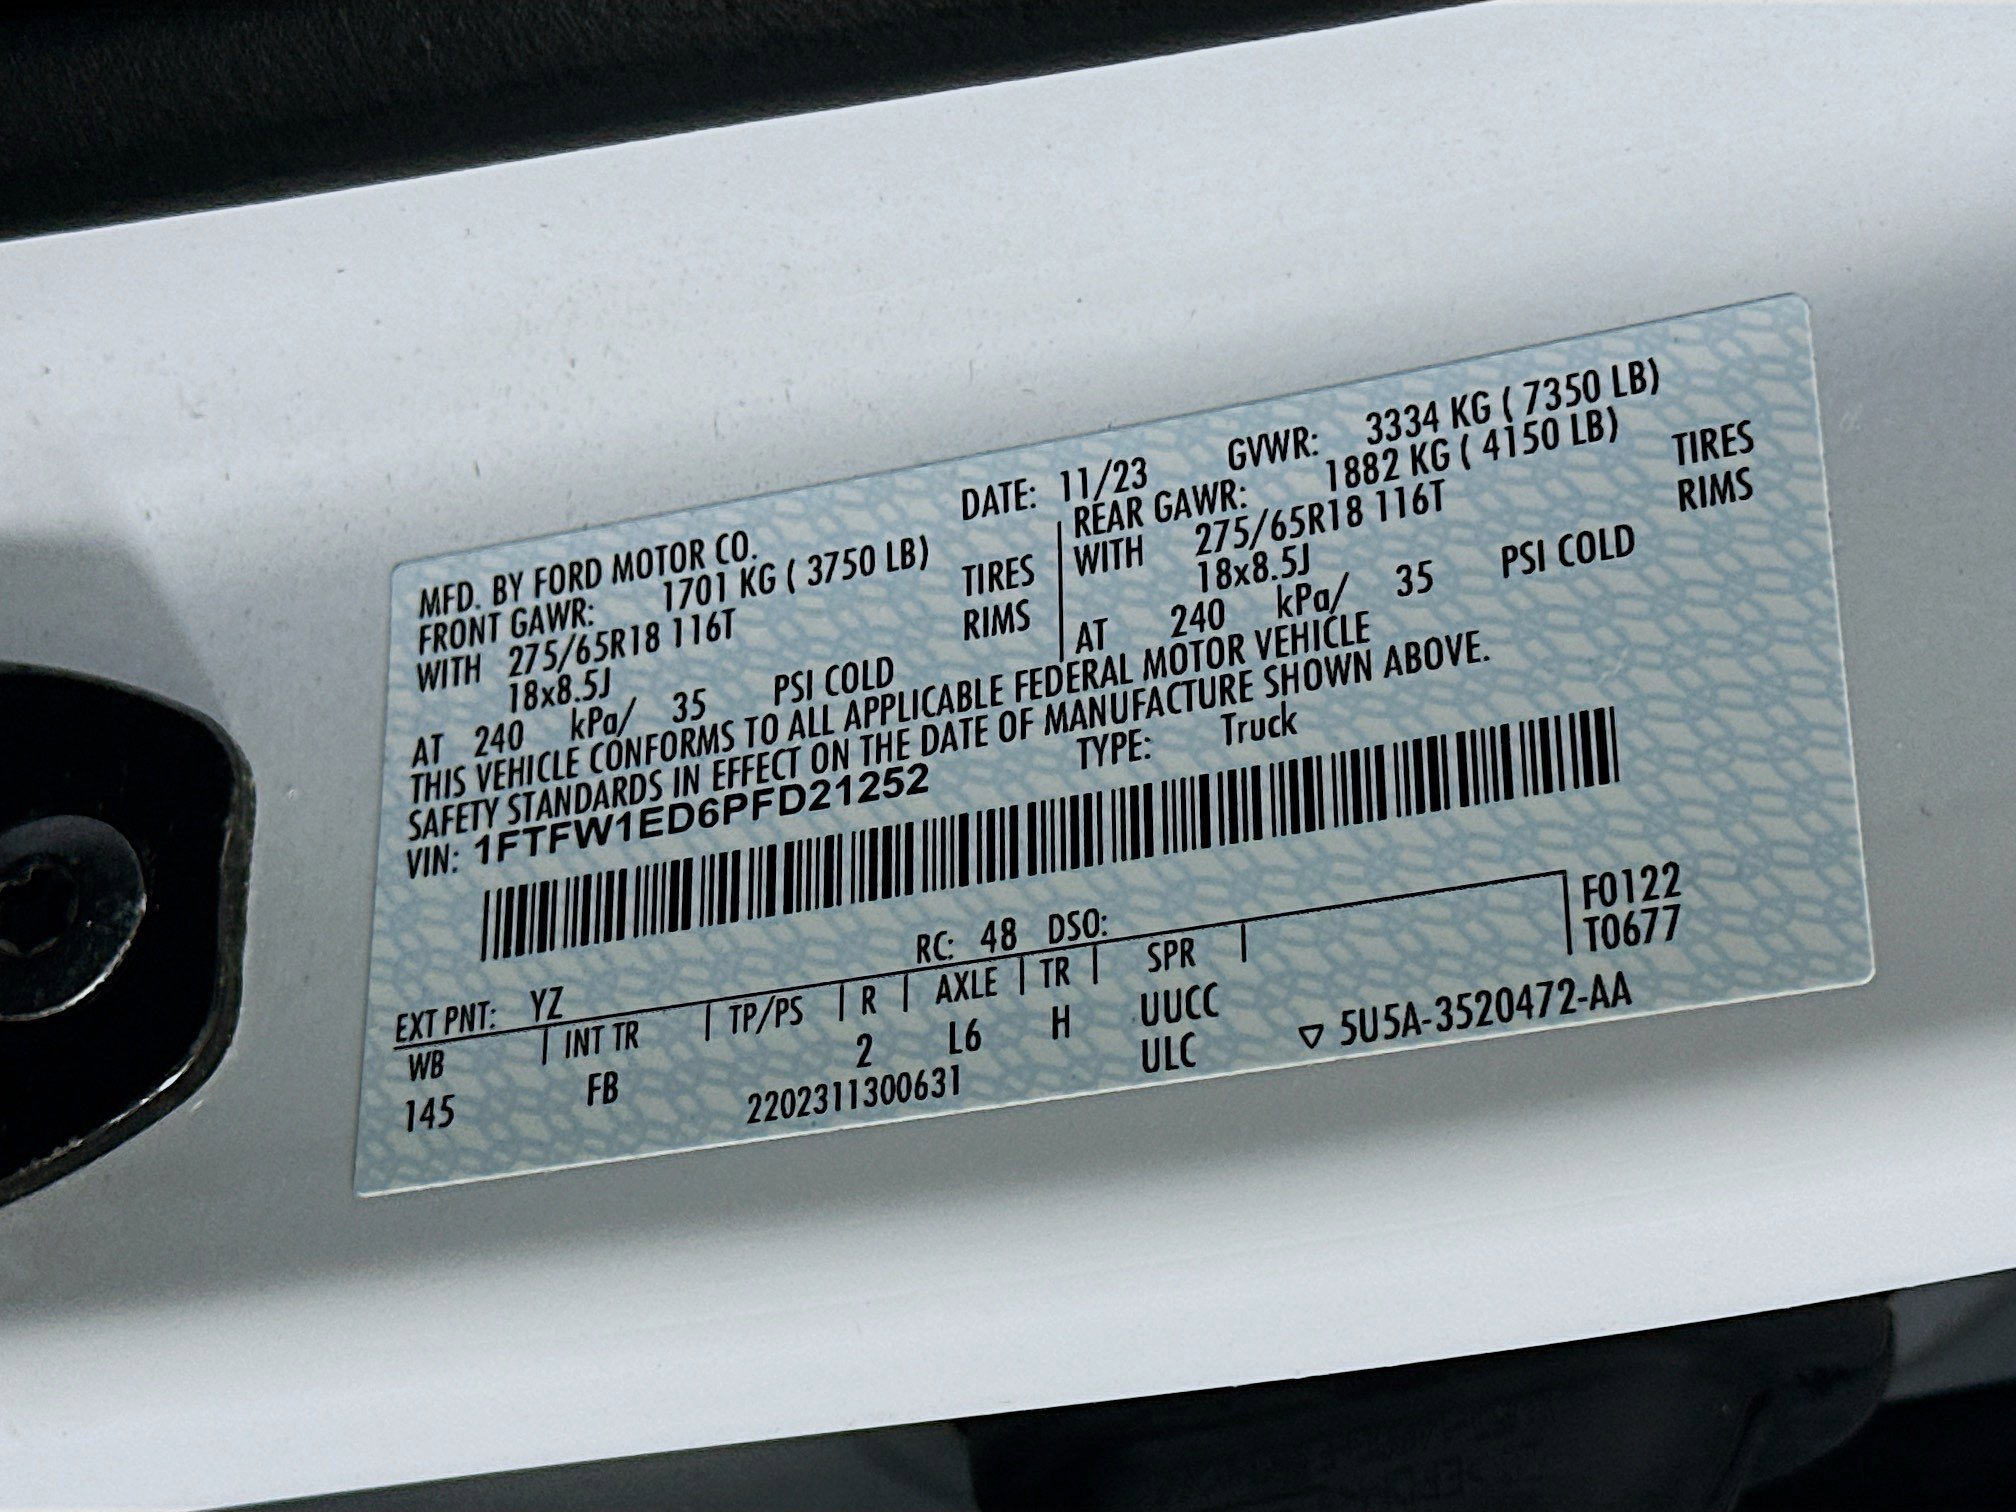 MFD. BY FORD MOTOR CO. DATE: 11/23 GVWR: 3334 KG ( 7350 LB)
FRONT GAWR: 1701 KG ( 3750 LB) REAR GAWR: 1882 KG ( 4150 LB)
WITH 275/65R18 116T TIRES WITH 275/65R18 116T TIRES
18x8.5J RIMS 18x8.5J RIMS
AT 240 kPa/ 35 PSI COLD AT 240 kPa/ 35 PSI COLD
THIS VEHICLE CONFORMS TO ALL APPLICABLE FEDERAL MOTOR VEHICLE
SAFETY STANDARDS IN EFFECT ON THE DATE OF MANUFACTURE SHOWN ABOVE.
VIN: 1FTFW1ED6PFD21252 TYPE: Truck
EXT PNT: YZ RC: 48 DSO: F0122
WB INT TR TP/PS R AXLE TR SPR T0677
145 FB 2 L6 H UUCC
2202311300631 ULC ▽ 5U5A-3520472-AA